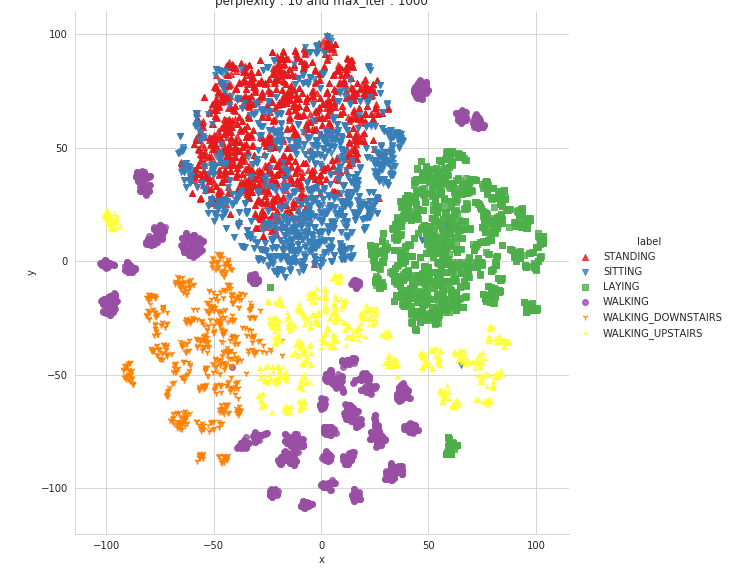 perplexity : 10 and max_iter : 1000
100
50
0
−50
−100
y
−100
−50
0
50
100
x
label
STANDING
SITTING
LAYING
WALKING
WALKING_DOWNSTAIRS
WALKING_UPSTAIRS